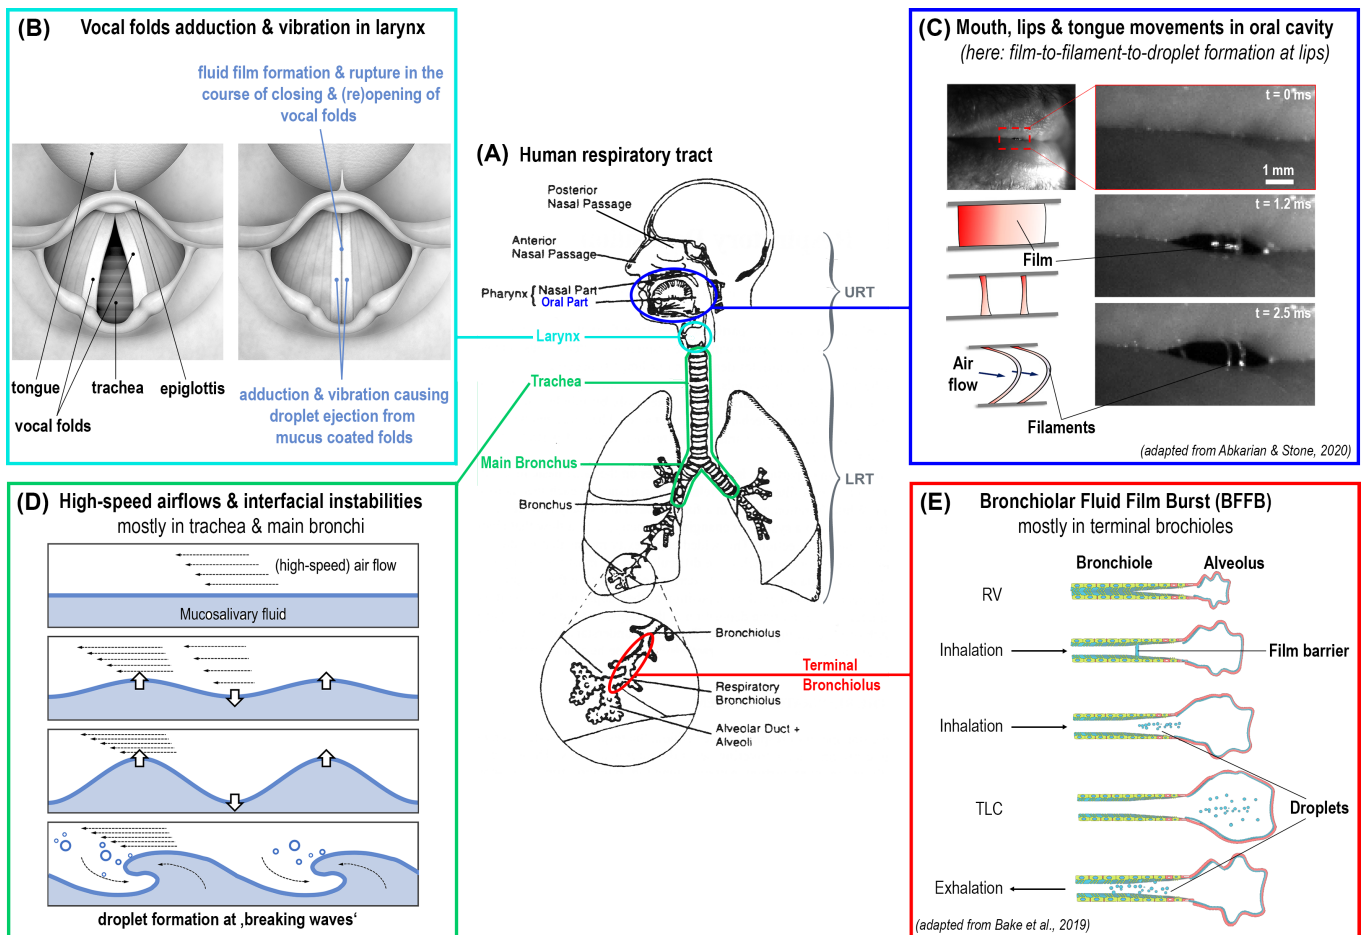 (B)
Vocal folds adduction & vibration in larynx
fluid film formation & rupture in the
course of closing & (re)opening of
vocal folds
tongue
trachea
epiglottis
vocal folds
adduction & vibration causing
droplet ejection from
mucus coated folds
(A) Human respiratory tract
Posterior
Nasal Passage
Anterior
Nasal Passage
Pharynx
Nasal Part
Oral Part
Larynx
Trachea
Main Bronchus
Bronchus
URT
LRT
Bronchiolus
Terminal
Bronchiolus
Respiratory
Bronchiolus
Alveolar Duct +
Alveoli
(C) Mouth, lips & tongue movements in oral cavity
(here: film-to-filament-to-droplet formation at lips)
t = 0 ms
1 mm
t = 1.2 ms
Film
t = 2.5 ms
Air
flow
Filaments
(adapted from Abkarian & Stone, 2020)
(D) High-speed airflows & interfacial instabilities
mostly in trachea & main bronchi
(high-speed) air flow
Mucosalivary fluid
droplet formation at ‚breaking waves‘
(E)
Bronchiolar Fluid Film Burst (BFFB)
mostly in terminal brochioles
Bronchiole
Alveolus
RV
Inhalation
Film barrier
Inhalation
TLC
Droplets
Exhalation
(adapted from Bake et al., 2019)